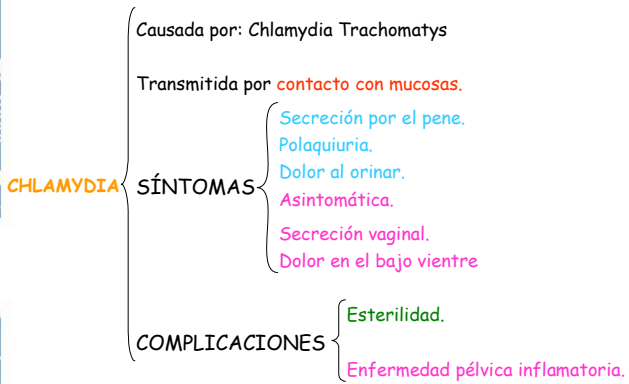 Causada por: Chlamydia Trachomatys
Transmitida por contacto con mucosas.
CHLAMYDIA
SÍNTOMAS
Secreción por el pene.
Polaquiuria.
Dolor al orinar.
Asintomática.
Secreción vaginal.
Dolor en el bajo vientre
COMPLICACIONES
Esterilidad.
Enfermedad pélvica inflamatoria.